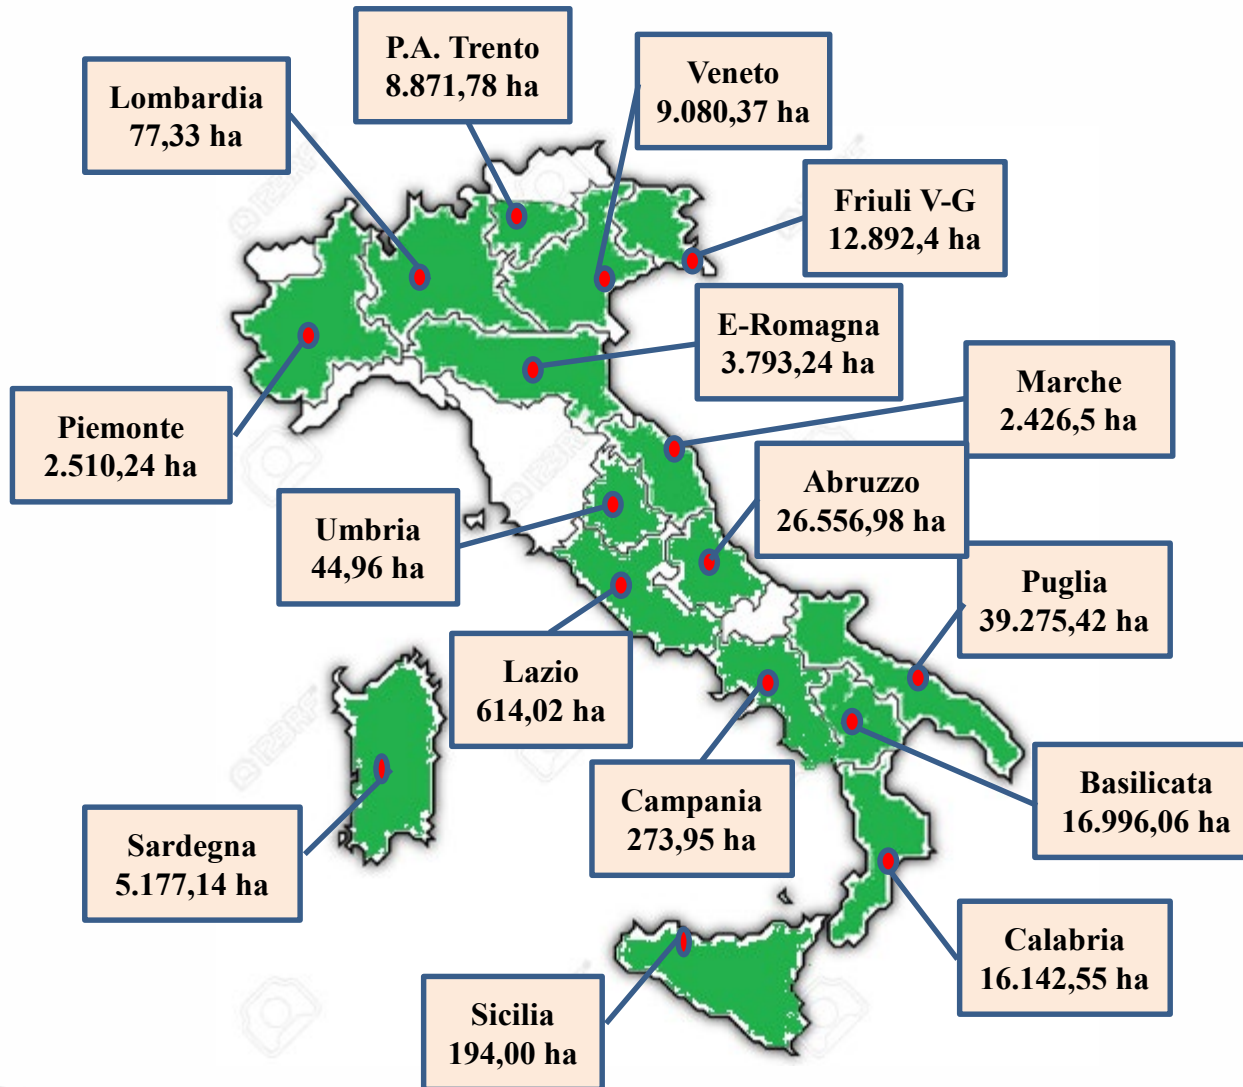 P.A. Trento
8.871,78 ha
Lombardia
77,33 ha
Veneto
9.080,37 ha
Friuli V-G
12.892,4 ha
E-Romagna
3.793,24 ha
Marche
2.426,5 ha
Piemonte
2.510,24 ha
Abruzzo
26.556,98 ha
Umbria
44,96 ha
Puglia
39.275,42 ha
Lazio
614,02 ha
Campania
273,95 ha
Basilicata
16.996,06 ha
Sardegna
5.177,14 ha
Calabria
16.142,55 ha
Sicilia
194,00 ha
123RF
123RF
123RF